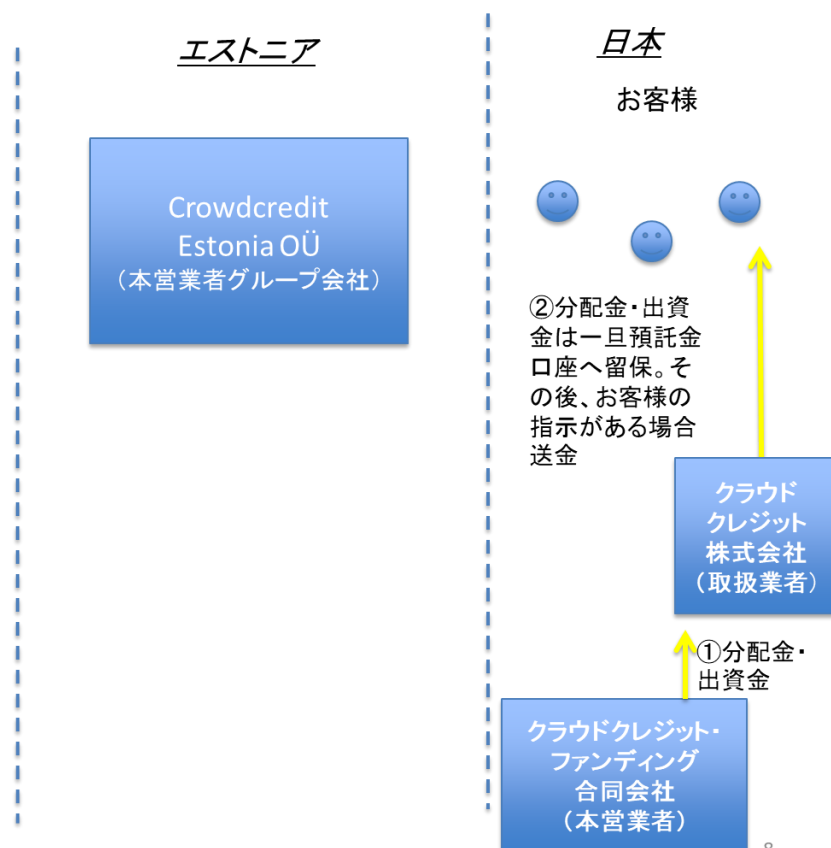 エストニア
日本
お客様
Crowdcredit
Estonia OÜ
（本営業者グループ会社）
②分配金・出資
金は一旦預託金
口座へ留保。そ
の後、お客様の
指示がある場合
送金
クラウド
クレジット
株式会社
（取扱業者）
①分配金・
出資金
クラウドクレジット・
ファンディング
合同会社
（本営業者）